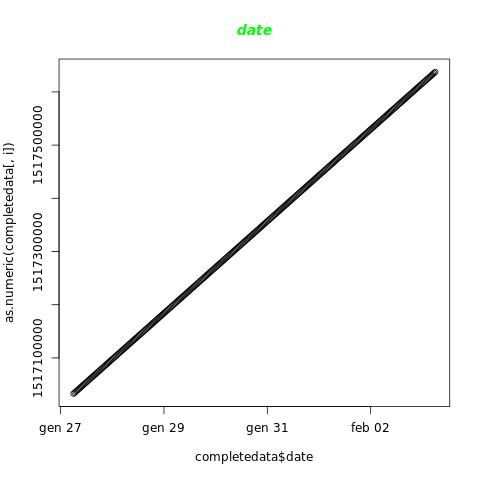 date
as.numeric(completedata[, i])
1517500000
1517300000
1517100000
gen 27
gen 29
gen 31
feb 02
completedata$date